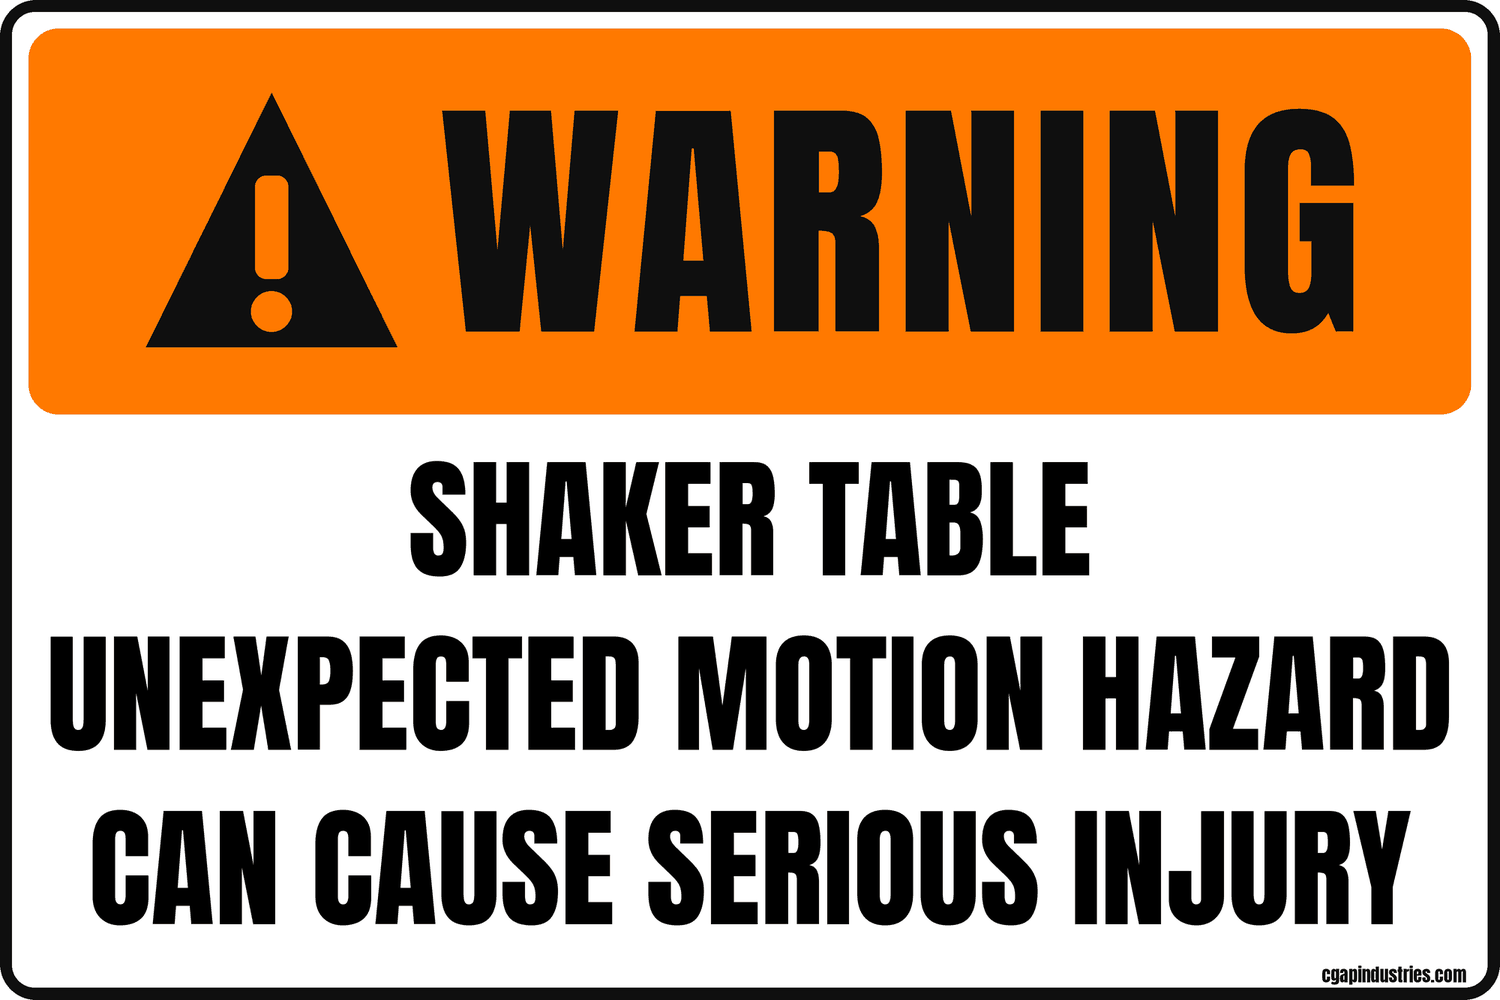 WARNING
SHAKER TABLE
UNEXPECTED MOTION HAZARD
CAN CAUSE SERIOUS INJURY
cgapindustries.com